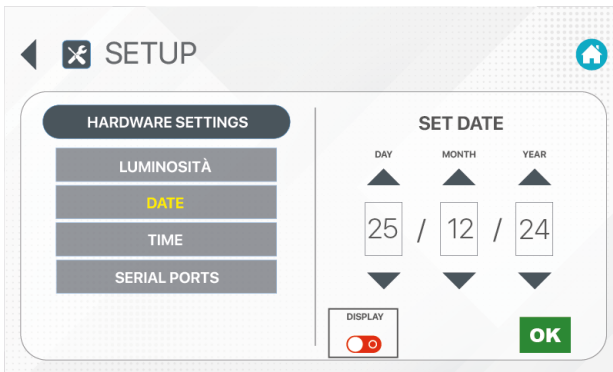 SETUP
HARDWARE SETTINGS
LUMINOSITÀ
DATE
TIME
SERIAL PORTS
SET DATE
DAY MONTH YEAR
25 / 12 / 24
DISPLAY
OK